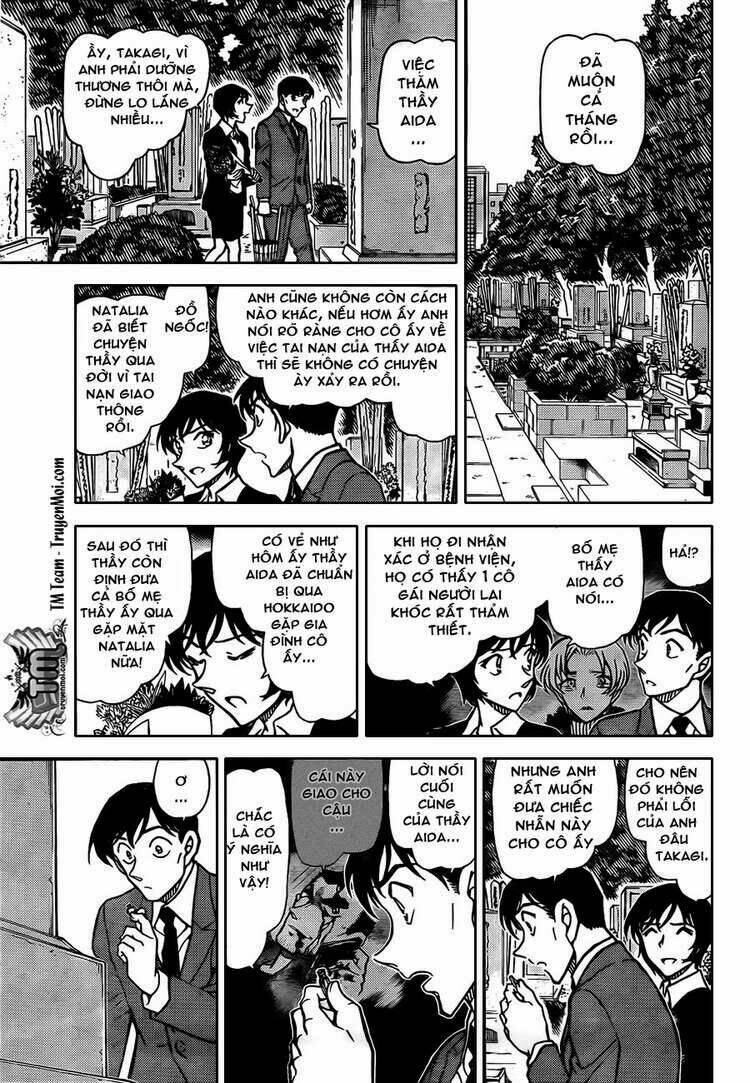 ĐÃ
MUỘN
CẢ
THÁNG
RỒI...
VIỆC
THĂM
THẦY
AIDA
...
ẦY, TAKAGI, VÌ
ANH PHẢI DƯỠNG
THƯƠNG THÔI MÀ,
ĐỪNG LO LẮNG
NHIỀU...
ANH CŨNG KHÔNG CÒN CÁCH
NÀO KHÁC, NẾU HƠM ẤY ANH
NÓI RÕ RÀNG CHO CÔ ẤY VỀ
VIỆC TAI NẠN CỦA THẦY AIDA
THÌ SẼ KHÔNG CÓ CHUYỆN
ÀY XẢY RA RỒI.
ĐỒ
NGỐC!
NATALIA
ĐÃ BIẾT
CHUYỆN
THẦY QUA
ĐỜI VÌ TAI
NẠN GIAO
THÔNG RỒI.
HẢ!?
BỐ MẸ
THẦY
AIDA CÓ
NÓI...
KHI HỌ ĐI NHẬN
XÁC Ở BỆNH VIỆN,
HỌ CÓ THẤY 1 CÔ
GÁI NGƯỜI LAI
KHÓC RẤT THẢM
THIẾT.
CÓ VẺ NHƯ
HÔM ẤY THẦY
AIDA ĐÃ CHUẨN
BỊ QUA
HOKKAIDO
GẶP GIA
ĐÌNH CÔ
ẤY...
SAU ĐÓ THÌ
THẦY CÒN
ĐỊNH ĐƯA
CẢ BỐ MẸ
THẦY ẤY QUA
GẶP MẶT
NATALIA
NỮA!
TM Team - TruyenMoi.com
TM
truyenmoi.com
CHO NÊN
ĐÓ KHÔNG
PHẢI LỖI
CỦA ANH
ĐÂU
TAKAGI.
NHƯNG ANH
RẤT MUỐN
ĐƯA CHIẾC
NHẪN NÀY
CHO CÔ ẤY
LỜI NÓI
CUỐI
CÙNG
CỦA THẦY
AIDA...
CÁI NÀY
GIAO CHO
CẬU
...
CHẮC
LÀ CÓ
Ý NGHĨA
NHƯ
VẬY!
Ơ
...